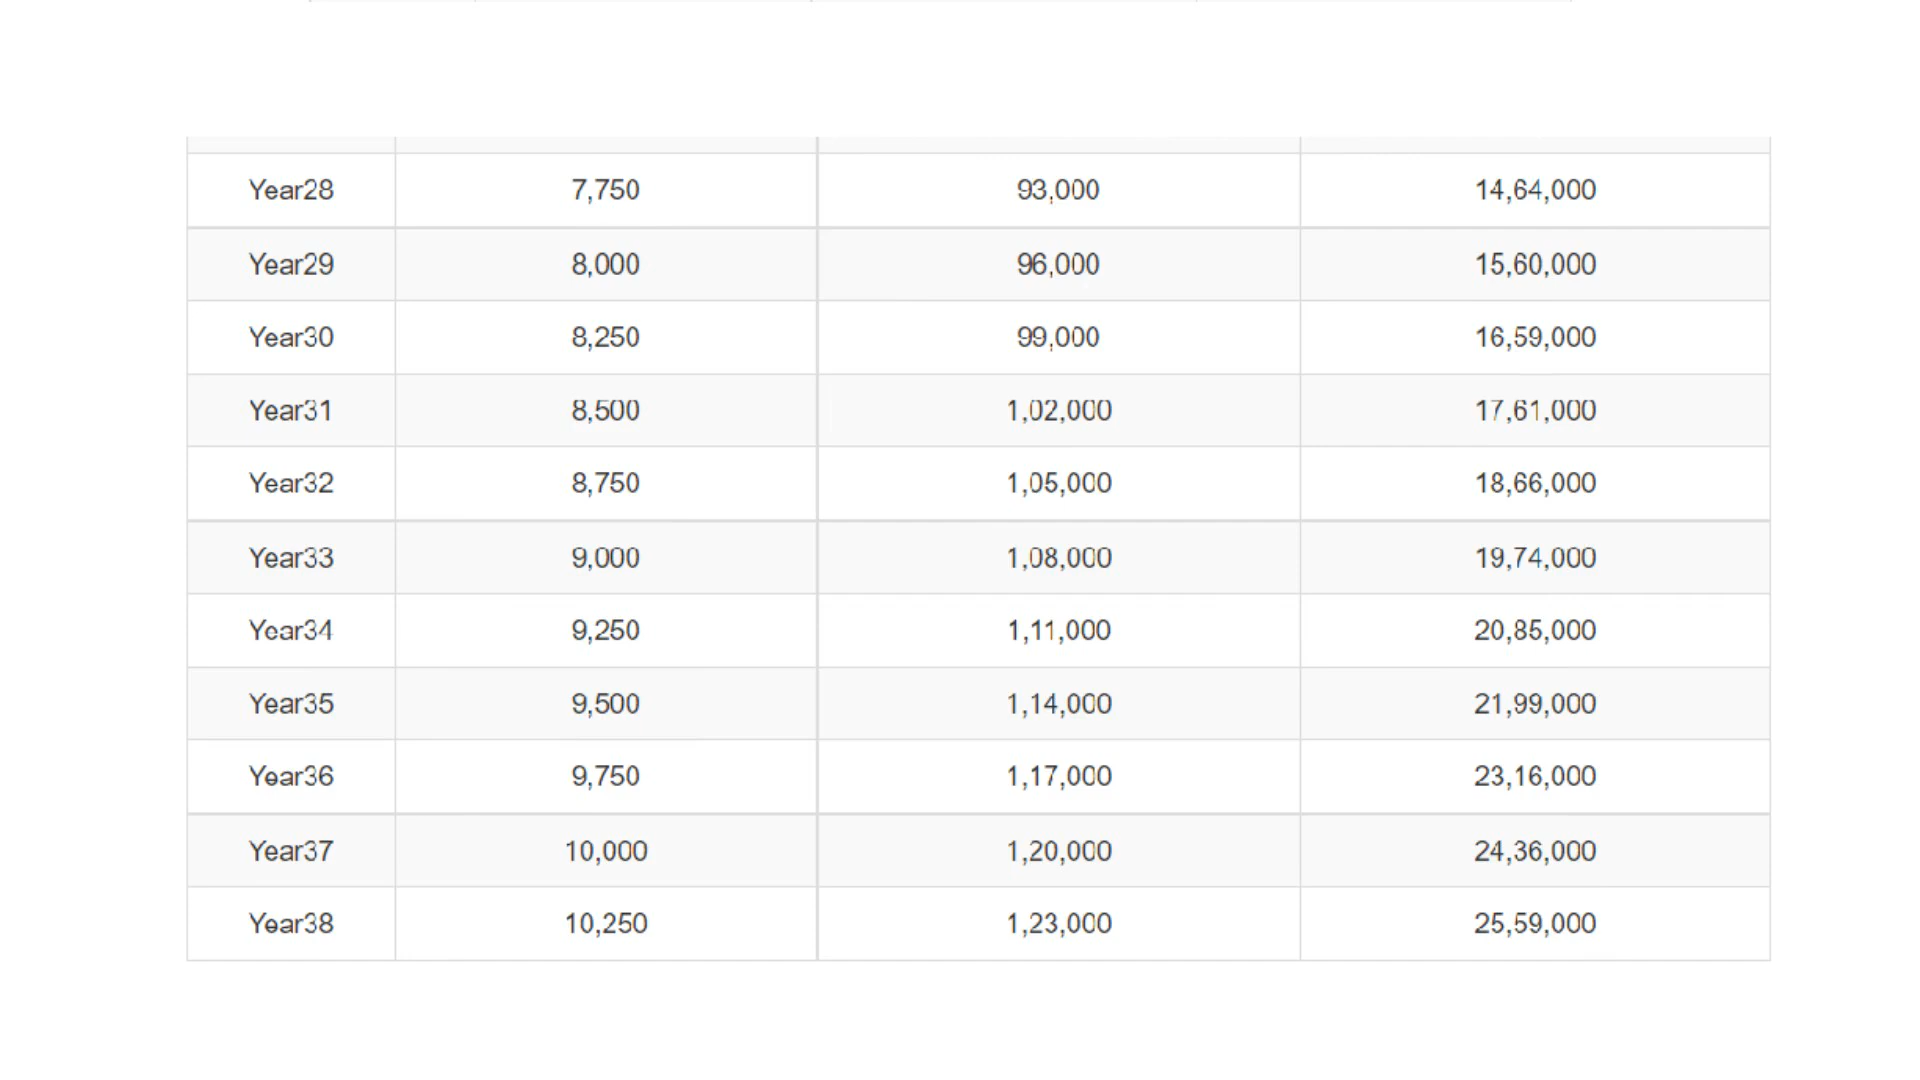 Year28 7,750 93,000 14,64,000
Year29 8,000 96,000 15,60,000
Year30 8,250 99,000 16,59,000
Year31 8,500 1,02,000 17,61,000
Year32 8,750 1,05,000 18,66,000
Year33 9,000 1,08,000 19,74,000
Year34 9,250 1,11,000 20,85,000
Year35 9,500 1,14,000 21,99,000
Year36 9,750 1,17,000 23,16,000
Year37 10,000 1,20,000 24,36,000
Year38 10,250 1,23,000 25,59,000